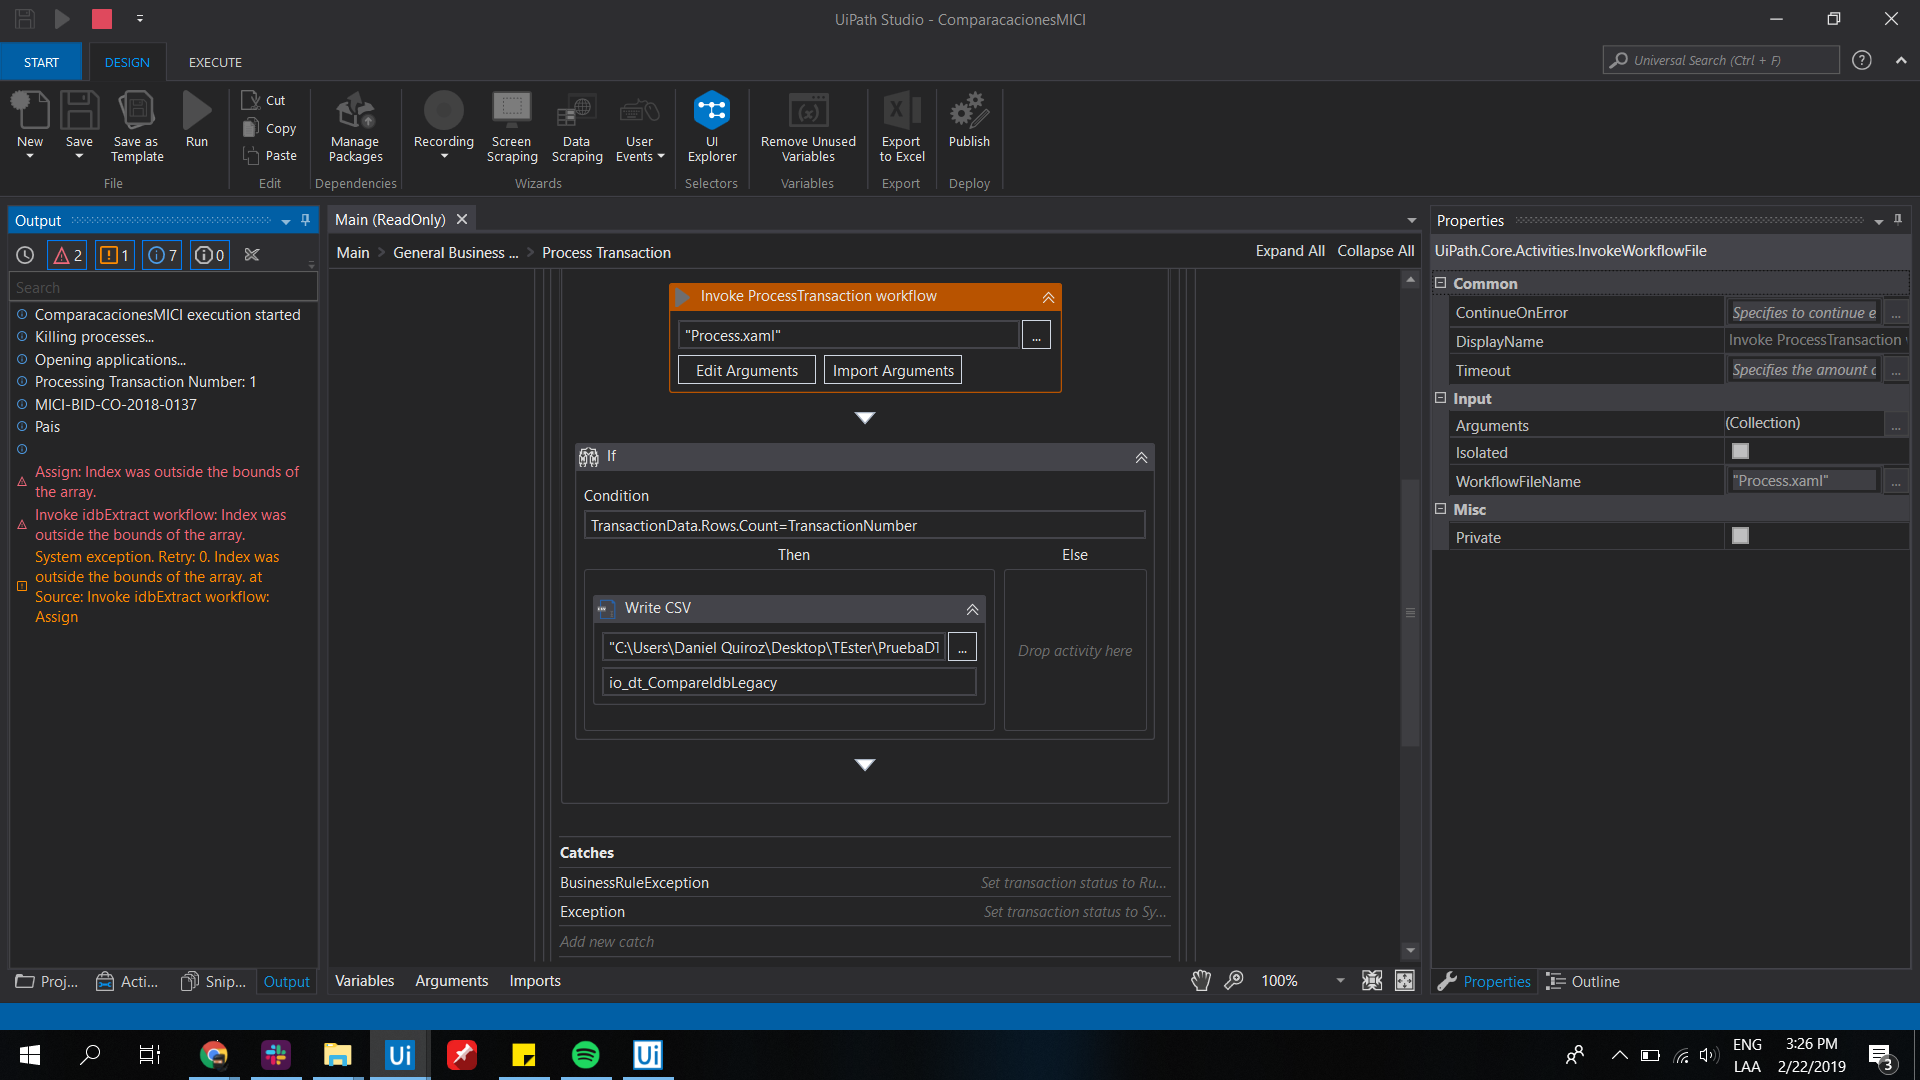 UiPath Studio - ComparacacionesMICI
START
DESIGN
EXECUTE
Universal Search (Ctrl + F)
New
Save
Save as
Template
Run
File
Cut
Copy
Paste
Edit
Manage
Packages
Dependencies
Recording
Screen
Scraping
Data
Scraping
User
Events
Wizards
UI
Explorer
Selectors
Remove Unused
Variables
Variables
Export
to Excel
Export
Publish
Deploy
Output
2
1
7
0
Search
ComparacacionesMICI execution started
Killing processes...
Opening applications...
Processing Transaction Number: 1
MICI-BID-CO-2018-0137
Pais
Assign: Index was outside the bounds of
the array.
Invoke idbExtract workflow: Index was
outside the bounds of the array.
System exception. Retry: 0. Index was
outside the bounds of the array. at
Source: Invoke idbExtract workflow:
Assign
Proj...
Acti...
Snip...
Output
Main (ReadOnly)
Main > General Business ... > Process Transaction
Expand All
Collapse All
Invoke ProcessTransaction workflow
"Process.xaml"
...
Edit Arguments
Import Arguments
If
Condition
TransactionData.Rows.Count=TransactionNumber
Then
Else
Write CSV
"C:\Users\Daniel Quiroz\Desktop\TEster\PruebaDT
...
io_dt_CompareIdbLegacy
Drop activity here
Catches
BusinessRuleException
Set transaction status to Ru...
Exception
Set transaction status to Sy...
Add new catch
Variables
Arguments
Imports
100%
Properties
UiPath.Core.Activities.InvokeWorkflowFile
Common
ContinueOnError
Specifies to continue e
...
DisplayName
Invoke ProcessTransaction
Timeout
Specifies the amount
...
Input
Arguments
(Collection)
...
Isolated
WorkflowFileName
"Process.xaml"
...
Misc
Private
Properties
Outline
Ui
Ui
ENG
LAA
3:26 PM
2/22/2019
3